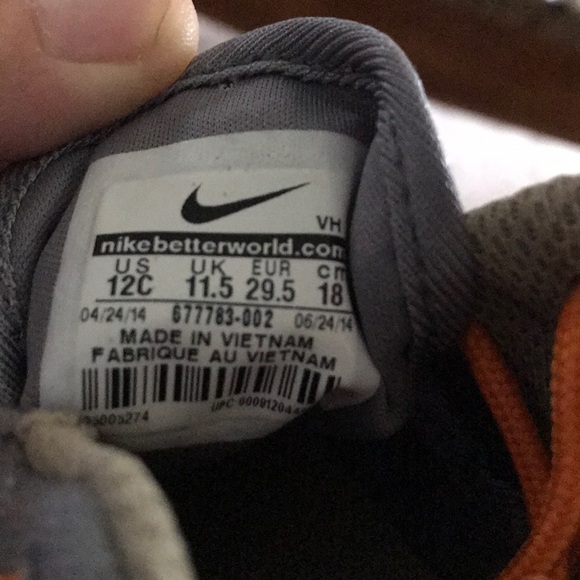 VH
nikebetterworld.com
US UK EUR cm
12C 11.5 29.5 18
04/24/14 677783-002 06/24/14
MADE IN VIETNAM
FABRIQUE AU VIETNAM
UPC